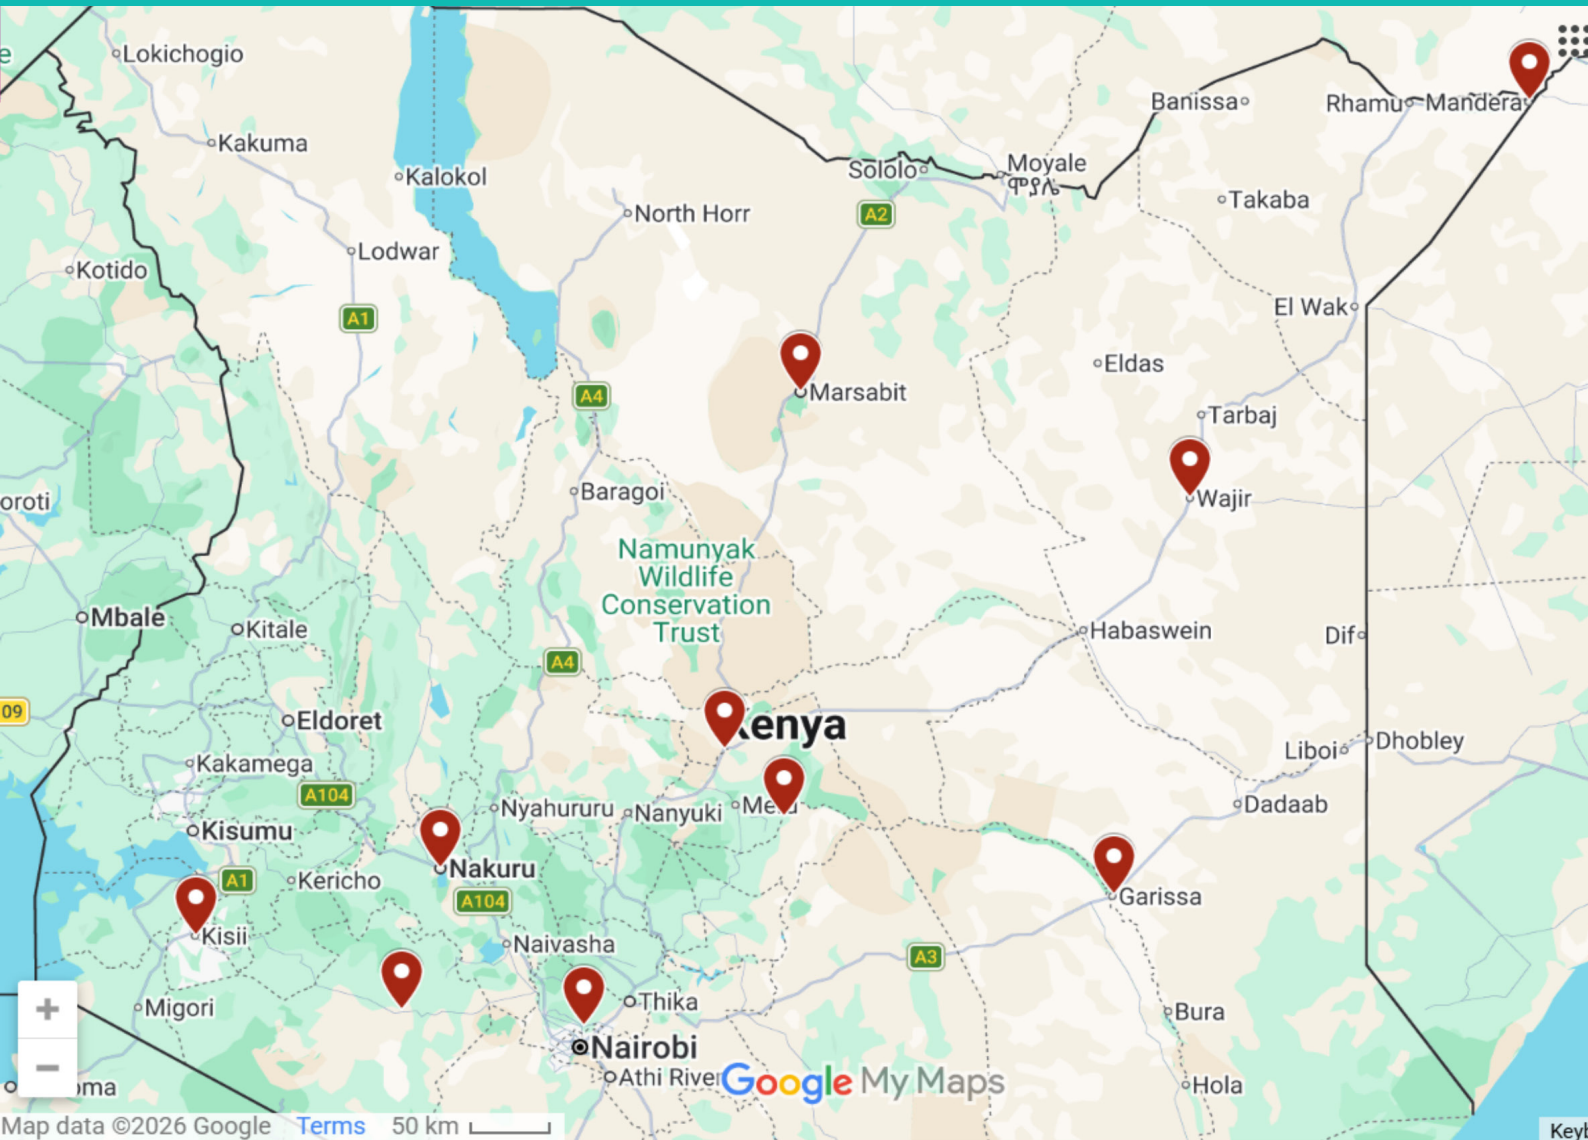 e
Lokichogio
Banissa
Rhamu
Mandera
Kakuma
Kalokol
Sololo
Moyale
ሞያሌ
Takaba
North Horr
A2
Lodwar
Kotido
El Wak
A1
Eldas
A4
Marsabit
Tarbaj
Baragoi
oroti
Wajir
Namunyak
Wildlife
Conservation
Trust
Mbale
Kitale
Habaswein
Dif
A4
09
Eldoret
Kenya
Liboi
Dhobley
Kakamega
A104
Nyahururu
Nanyuki
Meru
Dadaab
Kisumu
Nakuru
A1
Kericho
A104
Garissa
Kisii
Naivasha
A3
Migori
Thika
Bura
Nairobi
Athi River
Google My Maps
Hola
oma
Map data ©2026 Google
Terms
50 km
Keyb